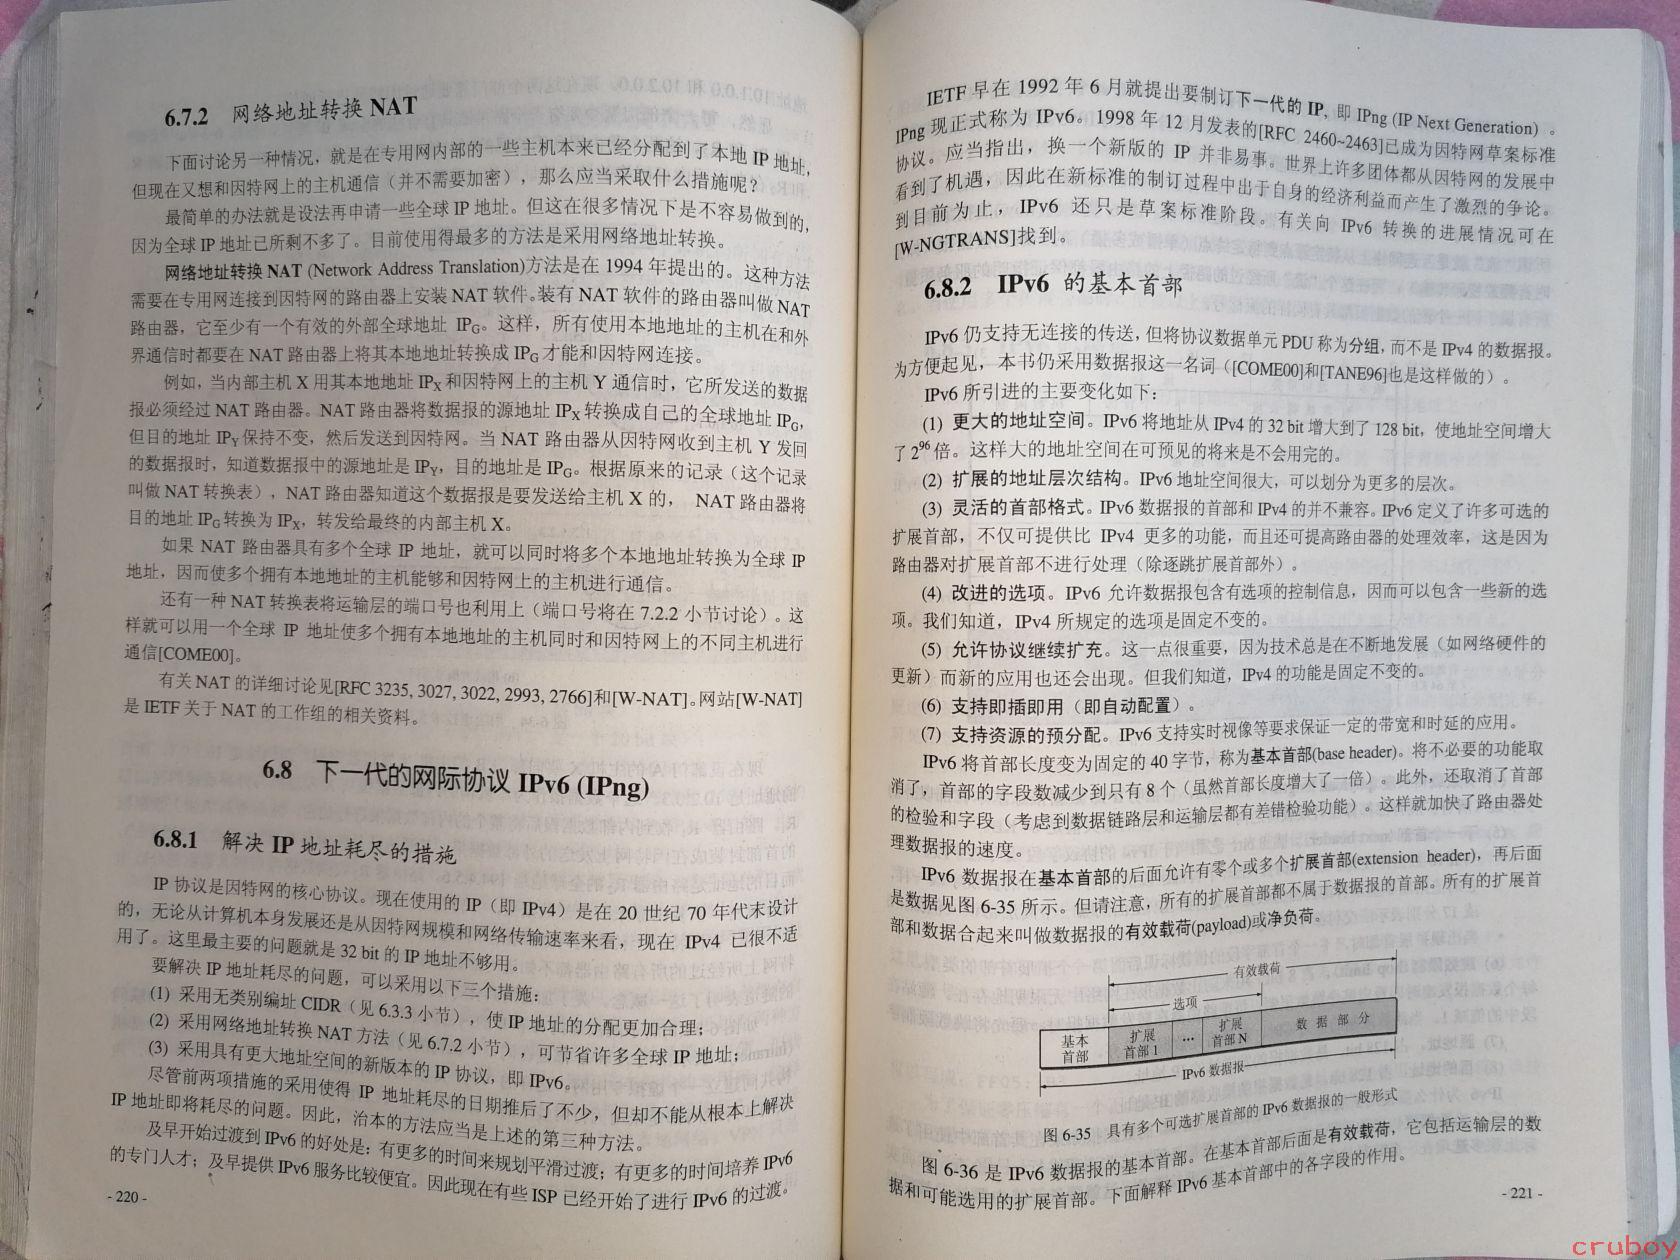 6.7.2 网络地址转换 NAT
下面讨论另一种情况，就是在专用网内部的一些主机本来已经分配到了本地 IP 地址，
但现在又想和因特网上的主机通信（并不需要加密），那么应当采取什么措施呢？
最简单的办法就是设法再申请一些全球 IP 地址。但这在很多情况下是不容易做到的，
因为全球 IP 地址已所剩不多了。目前使用得最多的方法是采用网络地址转换。
网络地址转换 NAT (Network Address Translation)方法是在 1994 年提出的。这种方法
需要在专用网连接到因特网的路由器上安装 NAT 软件。装有 NAT 软件的路由器叫做 NAT
路由器，它至少有一个有效的外部全球地址 IPG。这样，所有使用本地地址的主机在和外
界通信时都要在 NAT 路由器上将其本地地址转换成 IPG 才能和因特网连接。
例如，当内部主机 X 用其本地地址 IPX 和因特网上的主机 Y 通信时，它所发送的数据
报必须经过 NAT 路由器。NAT 路由器将数据报的源地址 IPX 转换成自己的全球地址 IPG，
但目的地址 IPY 保持不变，然后发送到因特网。当 NAT 路由器从因特网收到主机 Y 发回
的数据报时，知道数据报中的源地址是 IPY，目的地址是 IPG。根据原来的记录（这个记录
叫做 NAT 转换表），NAT 路由器知道这个数据报是要发送给主机 X 的， NAT 路由器将
目的地址 IPG 转换为 IPX，转发给最终的内部主机 X。
如果 NAT 路由器具有多个全球 IP 地址，就可以同时将多个本地地址转换为全球 IP
地址，因而使多个拥有本地地址的主机能够和因特网上的主机进行通信。
还有一种 NAT 转换表将运输层的端口号也利用上（端口号将在 7.2.2 小节讨论）。这
样就可以用一个全球 IP 地址使多个拥有本地地址的主机同时和因特网上的不同主机进行
通信[COME00]。
有关 NAT 的详细讨论见[RFC 3235, 3027, 3022, 2993, 2766]和[W-NAT]。网站[W-NAT]
是 IETF 关于 NAT 的工作组的相关资料。
6.8 下一代的网际协议 IPv6 (IPng)
6.8.1 解决 IP 地址耗尽的措施
IP 协议是因特网的核心协议。现在使用的 IP（即 IPv4）是在 20 世纪 70 年代末设计
的，无论从计算机本身发展还是从因特网规模和网络传输速率来看，现在 IPv4 已很不适
用了。这里最主要的问题就是 32 bit 的 IP 地址不够用。
要解决 IP 地址耗尽的问题，可以采用以下三个措施：
(1) 采用无类别编址 CIDR（见 6.3.3 小节），使 IP 地址的分配更加合理；
(2) 采用网络地址转换 NAT 方法（见 6.7.2 小节），可节省许多全球 IP 地址；
(3) 采用具有更大地址空间的新版本的 IP 协议，即 IPv6。
尽管前两项措施的采用使得 IP 地址耗尽的日期推后了不少，但却不能从根本上解决
IP 地址即将耗尽的问题。因此，治本的方法应当是上述的第三种方法。
及早开始过渡到 IPv6 的好处是：有更多的时间来规划平滑过渡；有更多的时间培养 IPv6
的专门人才；及早提供 IPv6 服务比较便宜。因此现在有些 ISP 已经开始了进行 IPv6 的过渡。
- 220 -
IETF 早在 1992 年 6 月就提出要制订下一代的 IP，即 IPng (IP Next Generation) 。
IPng 现正式称为 IPv6。1998 年 12 月发表的[RFC 2460~2463]已成为因特网草案标准
协议。应当指出，换一个新版的 IP 并非易事。世界上许多团体都从因特网的发展中
看到了机遇，因此在新标准的制订过程中出于自身的经济利益而产生了激烈的争论。
到目前为止，IPv6 还只是草案标准阶段。有关向 IPv6 转换的进展情况可在
[W-NGTRANS]找到。
6.8.2 IPv6 的基本首部
IPv6 仍支持无连接的传送，但将协议数据单元 PDU 称为分组，而不是 IPv4 的数据报。
为方便起见，本书仍采用数据报这一名词（[COME00]和[TANE96]也是这样做的）。
IPv6 所引进的主要变化如下：
(1) 更大的地址空间。IPv6 将地址从 IPv4 的 32 bit 增大到了 128 bit，使地址空间增大
了 2^96 倍。这样大的地址空间在可预见的将来是不会用完的。
(2) 扩展的地址层次结构。IPv6 地址空间很大，可以划分为更多的层次。
(3) 灵活的首部格式。IPv6 数据报的首部和 IPv4 的并不兼容。IPv6 定义了许多可选的
扩展首部，不仅可提供比 IPv4 更多的功能，而且还可提高路由器的处理效率，这是因为
路由器对扩展首部不进行处理（除逐跳扩展首部外）。
(4) 改进的选项。IPv6 允许数据报包含有选项的控制信息，因而可以包含一些新的选
项。我们知道，IPv4 所规定的选项是固定不变的。
(5) 允许协议继续扩充。这一点很重要，因为技术总是在不断地发展（如网络硬件的
更新）而新的应用也还会出现。但我们知道，IPv4 的功能是固定不变的。
(6) 支持即插即用（即自动配置）。
(7) 支持资源的预分配。IPv6 支持实时视像等要求保证一定的带宽和时延的应用。
IPv6 将首部长度变为固定的 40 字节，称为基本首部(base header)。将不必要的功能取
消了，首部的字段数减少到只有 8 个（虽然首部长度增大了一倍）。此外，还取消了首部
的检验和字段（考虑到数据链路层和运输层都有差错检验功能）。这样就加快了路由器处
理数据报的速度。
IPv6 数据报在基本首部的后面允许有零个或多个扩展首部(extension header)，再后面
是数据见图 6-35 所示。但请注意，所有的扩展首部都不属于数据报的首部。所有的扩展首
部和数据合起来叫做数据报的有效载荷(payload)或净负荷。
有效载荷
选项
基本
首部
扩展
首部 1
…
扩展
首部 N
数 据 部 分
IPv6 数据报
图 6-35 具有多个可选扩展首部的 IPv6 数据报的一般形式
图 6-36 是 IPv6 数据报的基本首部。在基本首部后面是有效载荷，它包括运输层的数
据和可能选用的扩展首部。下面解释 IPv6 基本首部中的各字段的作用。
- 221 -
cruboy